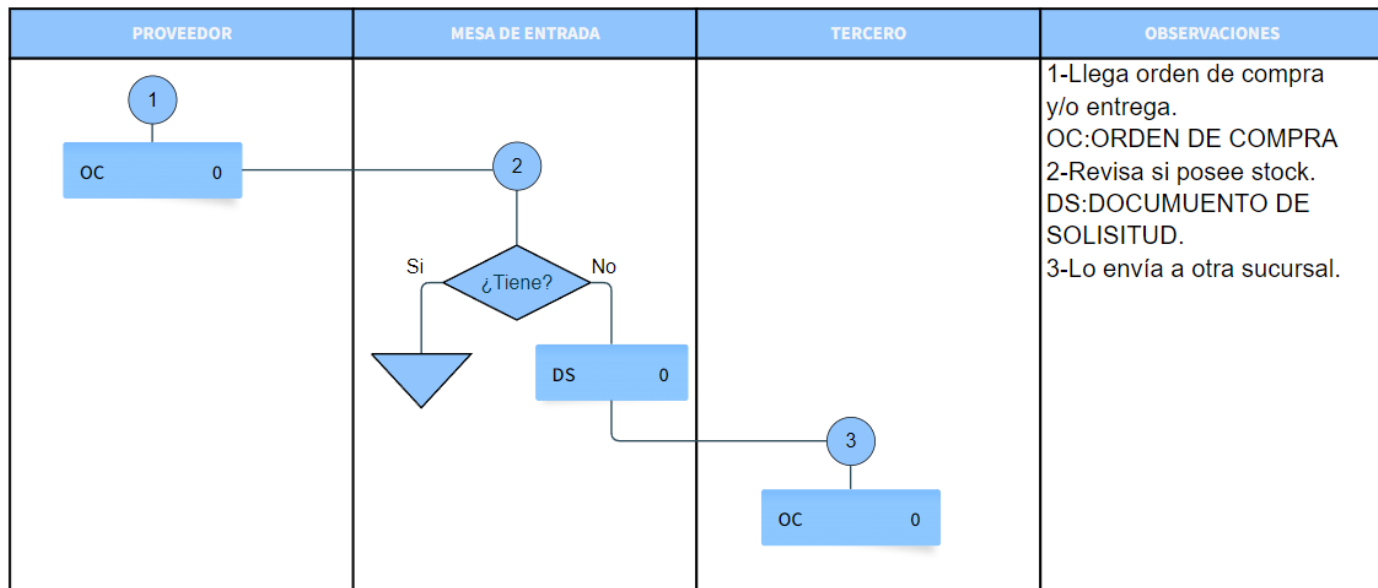 PROVEEDOR
MESA DE ENTRADA
TERCERO
OBSERVACIONES
1
OC 0
2
¿Tiene?
Si
No
DS 0
3
OC 0
1-Llega orden de compra
y/o entrega.
OC:ORDEN DE COMPRA
2-Revisa si posee stock.
DS:DOCUMUENTO DE
SOLISITUD.
3-Lo envía a otra sucursal.